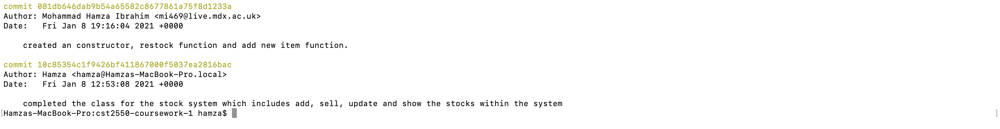 commit 081db646dab9b54a65582c8677861a75f8d1233a
Author: Mohammad Hamza Ibrahim <mi469@live.mdx.ac.uk>
Date:   Fri Jan 8 19:16:04 2021 +0000
created an constructor, restock function and add new item function.
commit 10c85354c1f9426bf411867000f5037ea2816bac
Author: Hamza <hamza@Hamzas-MacBook-Pro.local>
Date:   Fri Jan 8 12:53:08 2021 +0000
completed the class for the stock system which includes add, sell, update and show the stocks within the system
[Hamzas-MacBook-Pro:cst2550-coursework-1 hamza$ ]